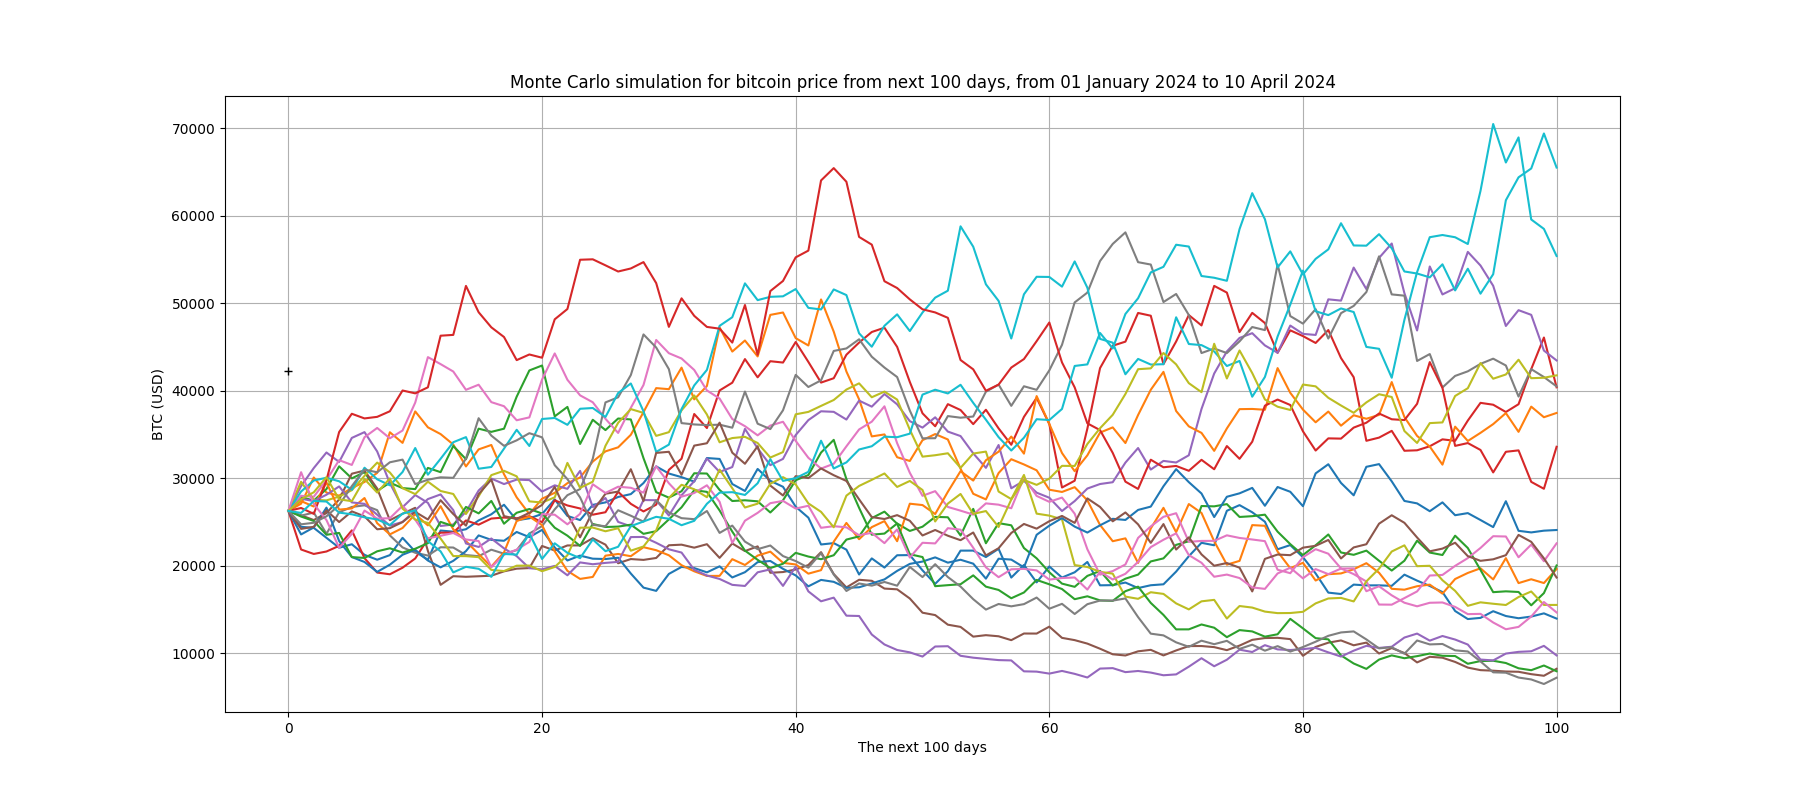 Monte Carlo simulation for bitcoin price from next 100 days, from 01 January 2024 to 10 April 2024
70000
60000
50000
40000
30000
20000
10000
BTC (USD)
0 20 40 60 80 100
The next 100 days